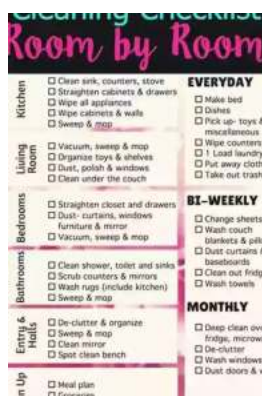 Cleaning Checklist
Room by Room
Kitchen
Clean sink, counters, stove
Straighten cabinets & drawers
Wipe all appliances
Wipe cabinets & walls
Sweep & mop
Living
Room
Vacuum, sweep & mop
Organize toys & shelves
Dust, polish & windows
Clean under the couch
Bedrooms
Straighten closet and drawers
Dust- curtains, windows
furniture & mirror
Vacuum, sweep & mop
Bathrooms
Clean shower, toilet and sinks
Scrub counters & mirrors
Wash rugs (include kitchen)
Sweep & mop
Entry &
Halls
De-clutter & organize
Sweep & mop
Clean mirror
Spot clean bench
n Up
Meal plan
Groceries
EVERYDAY
Make bed
Dishes
Pick up- toys &
miscellaneous
Wipe counters
1 Load laundry
Put away cloth
Take out trash
BI-WEEKLY
Change sheets
Wash couch
blankets & pill
Dust curtains &
baseboards
Clean out fridg
Wash towels
MONTHLY
Deep clean ove
fridge, microw
De-clutter
Wash windows
Dust doors & w